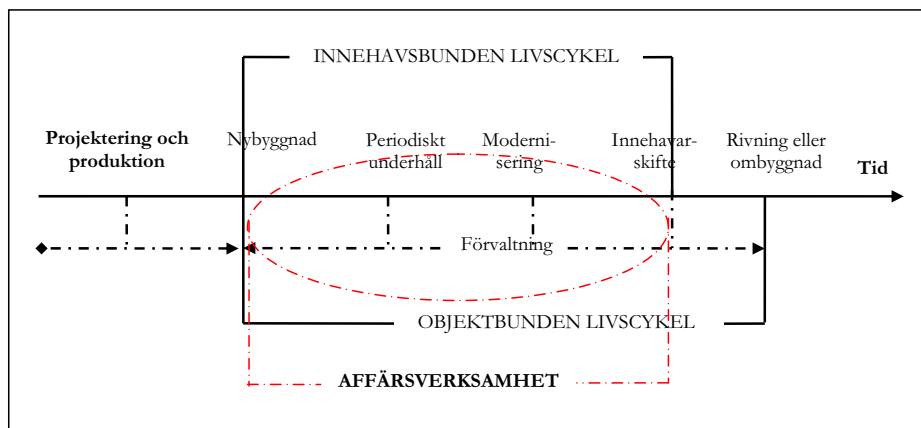 INNEHAVSBUNDEN LIVSCYKEL
Projektering och
produktion
Nybyggnad
Periodiskt
underhåll
Moderni-
sering
Innehavar-
skifte
Rivning eller
ombyggnad
Tid
Förvaltning
OBJEKTBUNDEN LIVSCYKEL
AFFÄRSVERKSAMHET